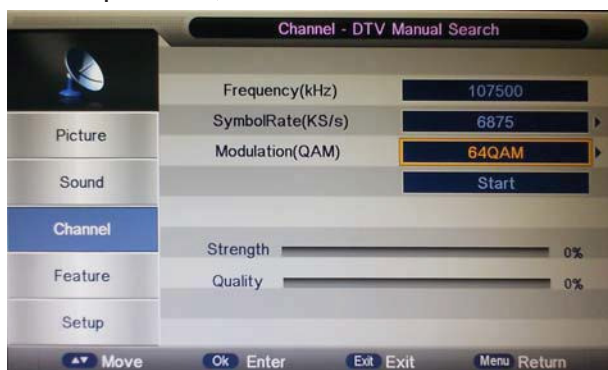 Channel - DTV Manual Search
Frequency(kHz) 107500
SymbolRate(KS/s) 6875
Modulation(QAM) 64QAM
Start
Strength 0%
Quality 0%
Picture
Sound
Channel
Feature
Setup
Move Ok Enter Exit Exit Menu Return